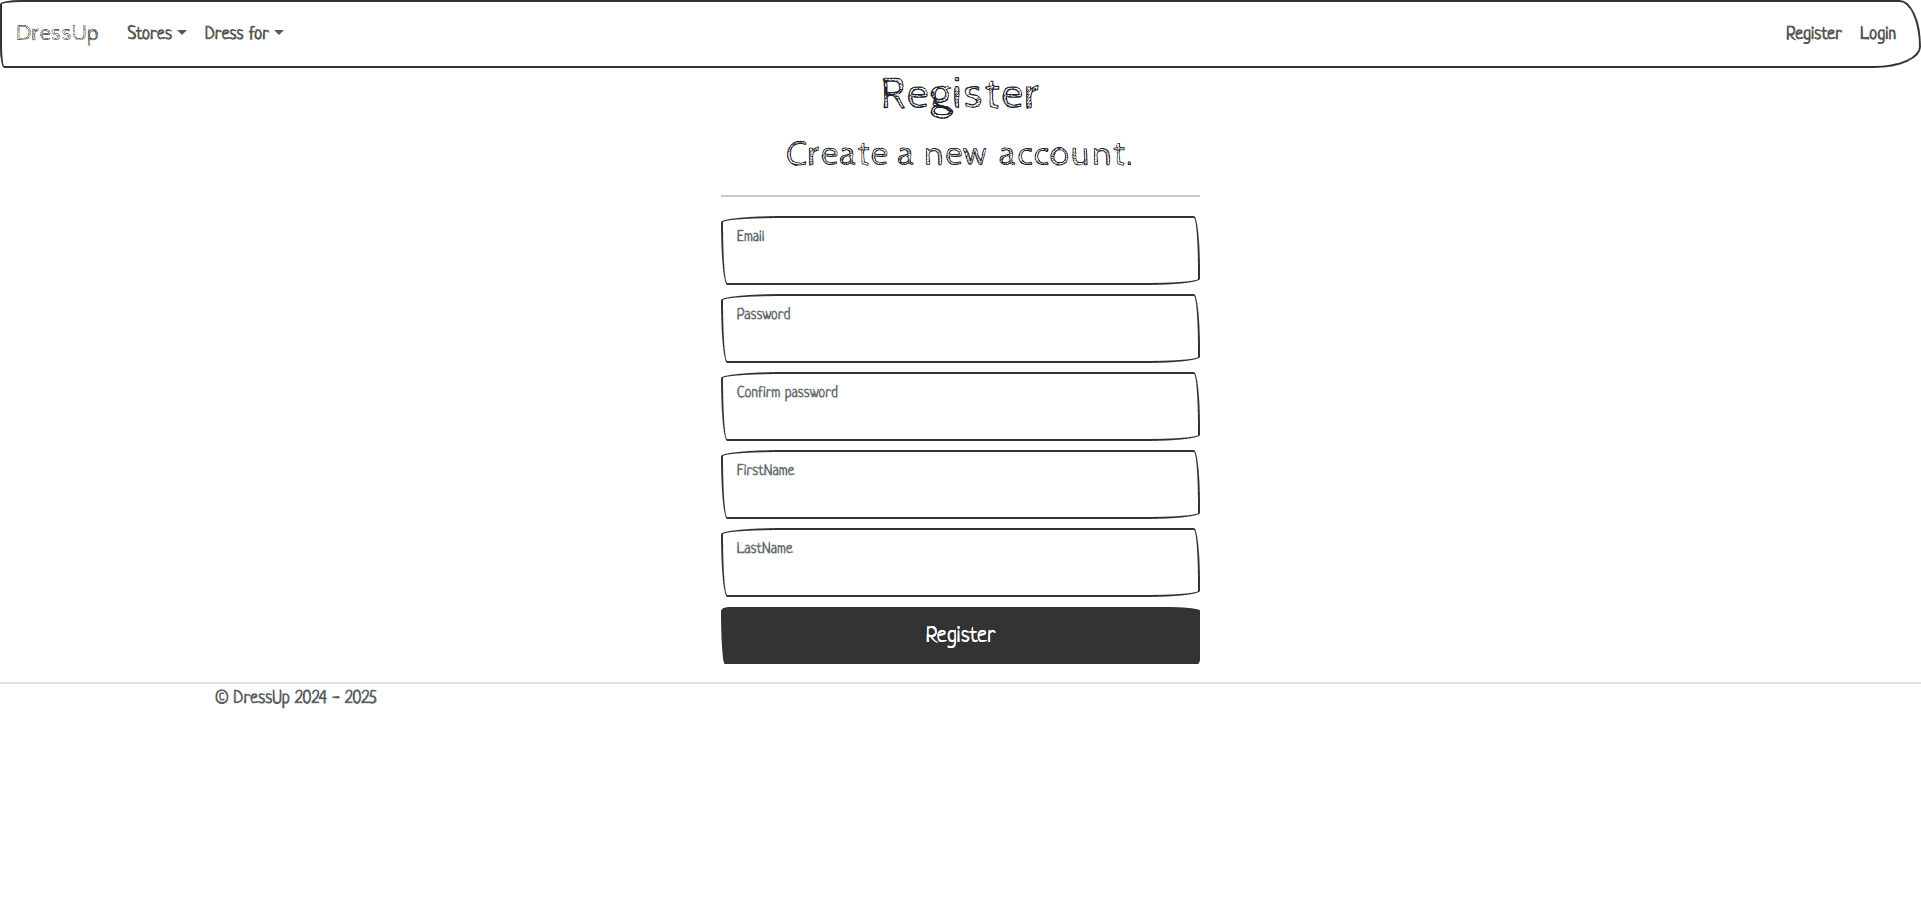 DressUp Stores Dress for Register Login
Register
Create a new account.
Email
Password
Confirm password
FirstName
LastName
Register
© DressUp 2024 - 2025